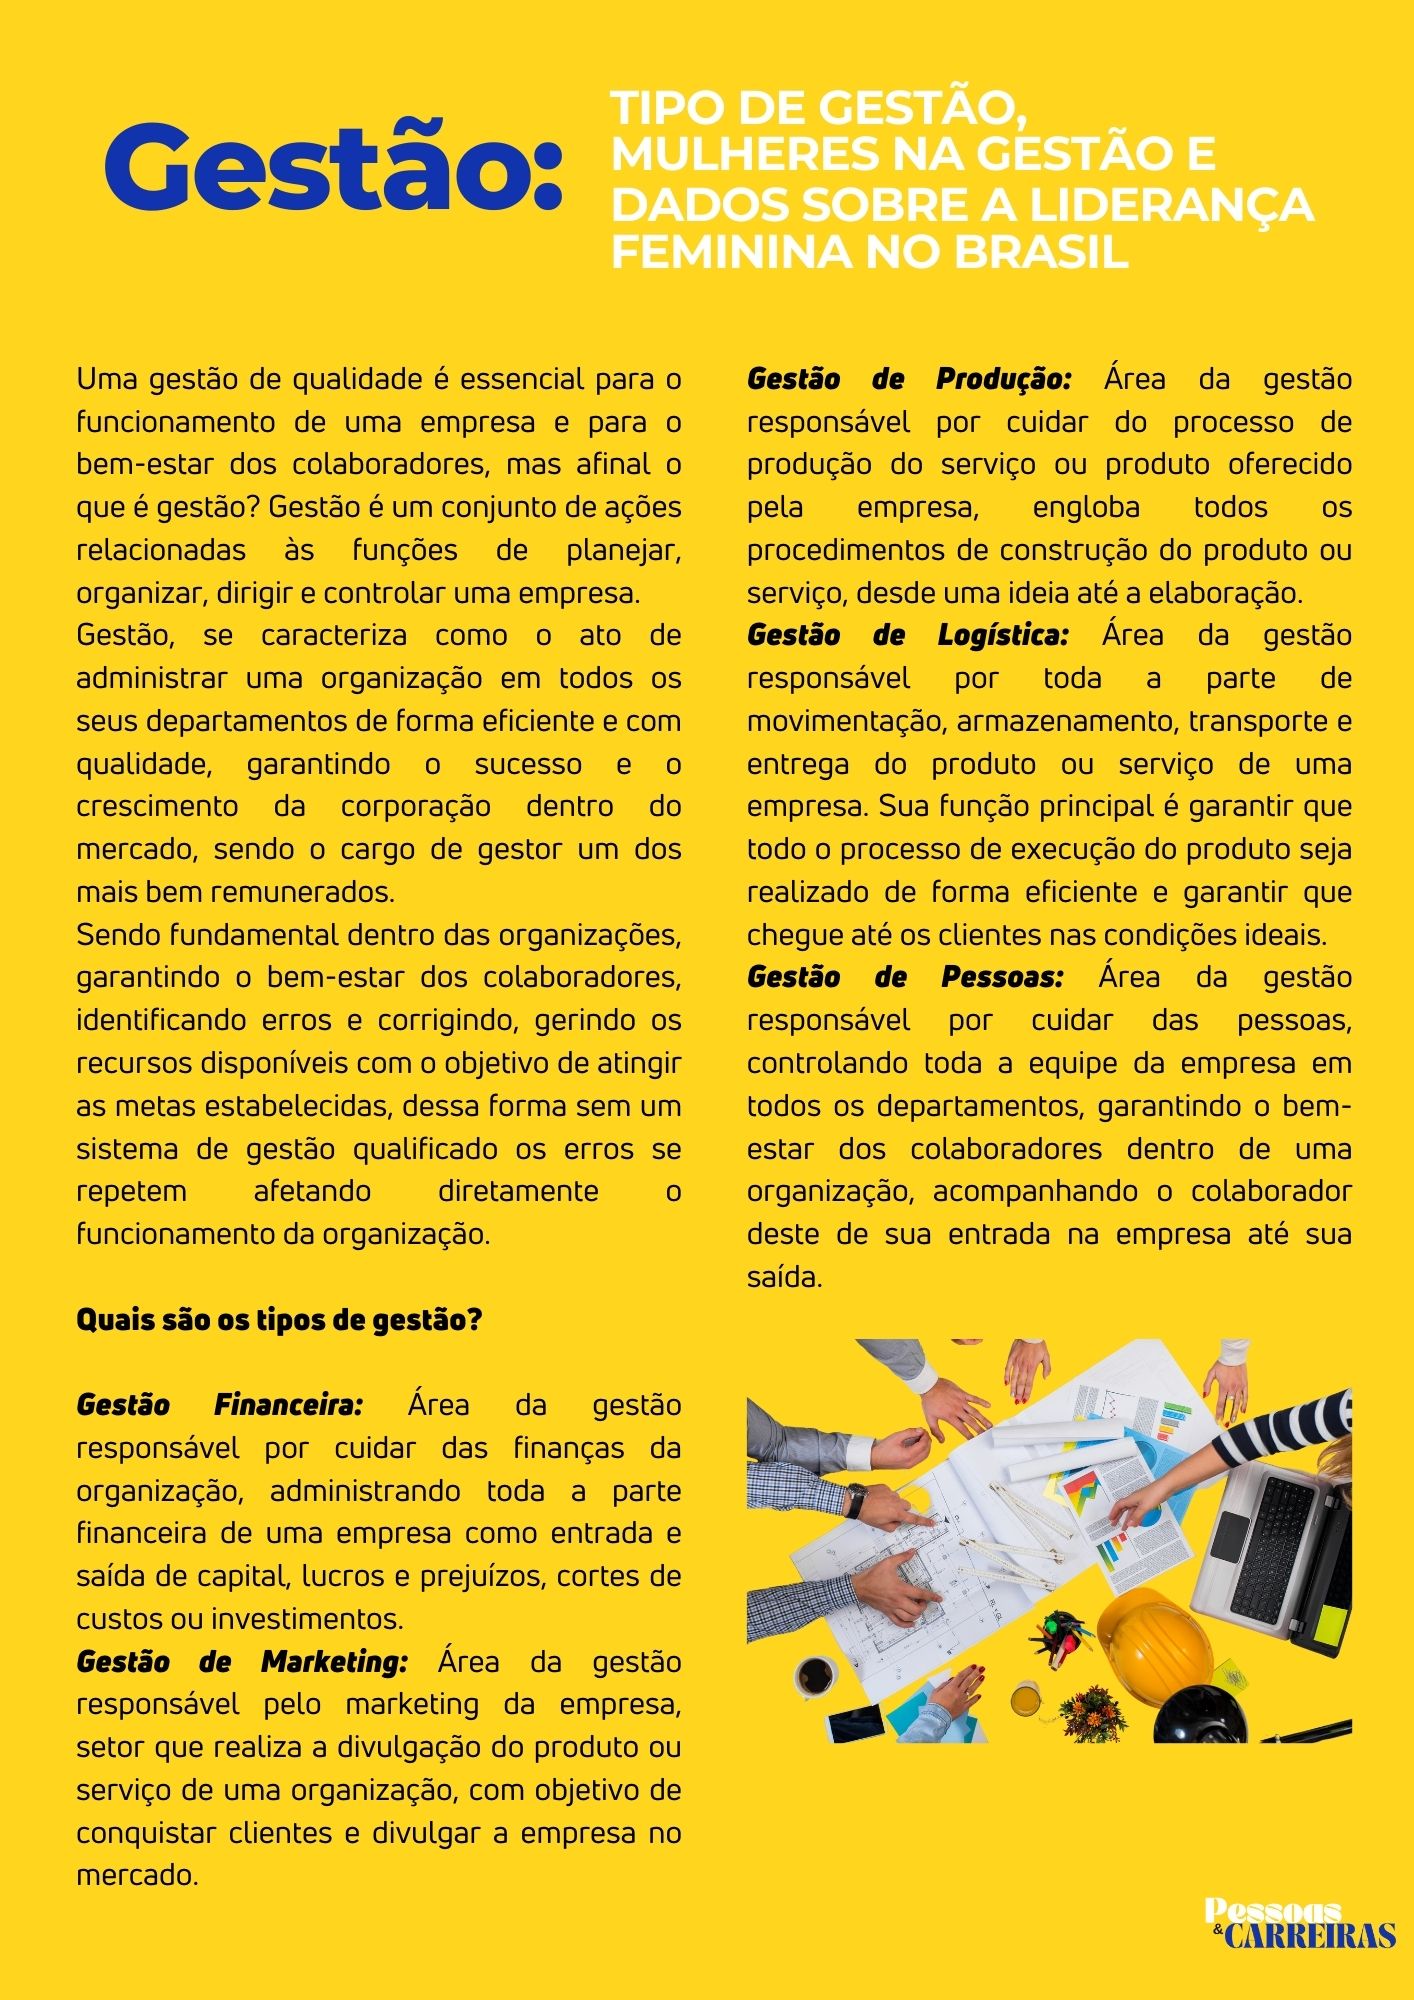 Gestão:
TIPO DE GESTÃO,
MULHERES NA GESTÃO E
DADOS SOBRE A LIDERANÇA
FEMININA NO BRASIL
Uma gestão de qualidade é essencial para o
funcionamento de uma empresa e para o
bem-estar dos colaboradores, mas afinal o
que é gestão? Gestão é um conjunto de ações
relacionadas às funções de planejar,
organizar, dirigir e controlar uma empresa.
Gestão, se caracteriza como o ato de
administrar uma organização em todos os
seus departamentos de forma eficiente e com
qualidade, garantindo o sucesso e o
crescimento da corporação dentro do
mercado, sendo o cargo de gestor um dos
mais bem remunerados.
Sendo fundamental dentro das organizações,
garantindo o bem-estar dos colaboradores,
identificando erros e corrigindo, gerindo os
recursos disponíveis com o objetivo de atingir
as metas estabelecidas, dessa forma sem um
sistema de gestão qualificado os erros se
repetem afetando diretamente o
funcionamento da organização.
Quais são os tipos de gestão?
Gestão Financeira: Área da gestão
responsável por cuidar das finanças da
organização, administrando toda a parte
financeira de uma empresa como entrada e
saída de capital, lucros e prejuízos, cortes de
custos ou investimentos.
Gestão de Marketing: Área da gestão
responsável pelo marketing da empresa,
setor que realiza a divulgação do produto ou
serviço de uma organização, com objetivo de
conquistar clientes e divulgar a empresa no
mercado.
Gestão de Produção: Área da gestão
responsável por cuidar do processo de
produção do serviço ou produto oferecido
pela empresa, engloba todos os
procedimentos de construção do produto ou
serviço, desde uma ideia até a elaboração.
Gestão de Logística: Área da gestão
responsável por toda a parte de
movimentação, armazenamento, transporte e
entrega do produto ou serviço de uma
empresa. Sua função principal é garantir que
todo o processo de execução do produto seja
realizado de forma eficiente e garantir que
chegue até os clientes nas condições ideais.
Gestão de Pessoas: Área da gestão
responsável por cuidar das pessoas,
controlando toda a equipe da empresa em
todos os departamentos, garantindo o bem-
estar dos colaboradores dentro de uma
organização, acompanhando o colaborador
deste de sua entrada na empresa até sua
saída.
Pessoas
&CARREIRAS